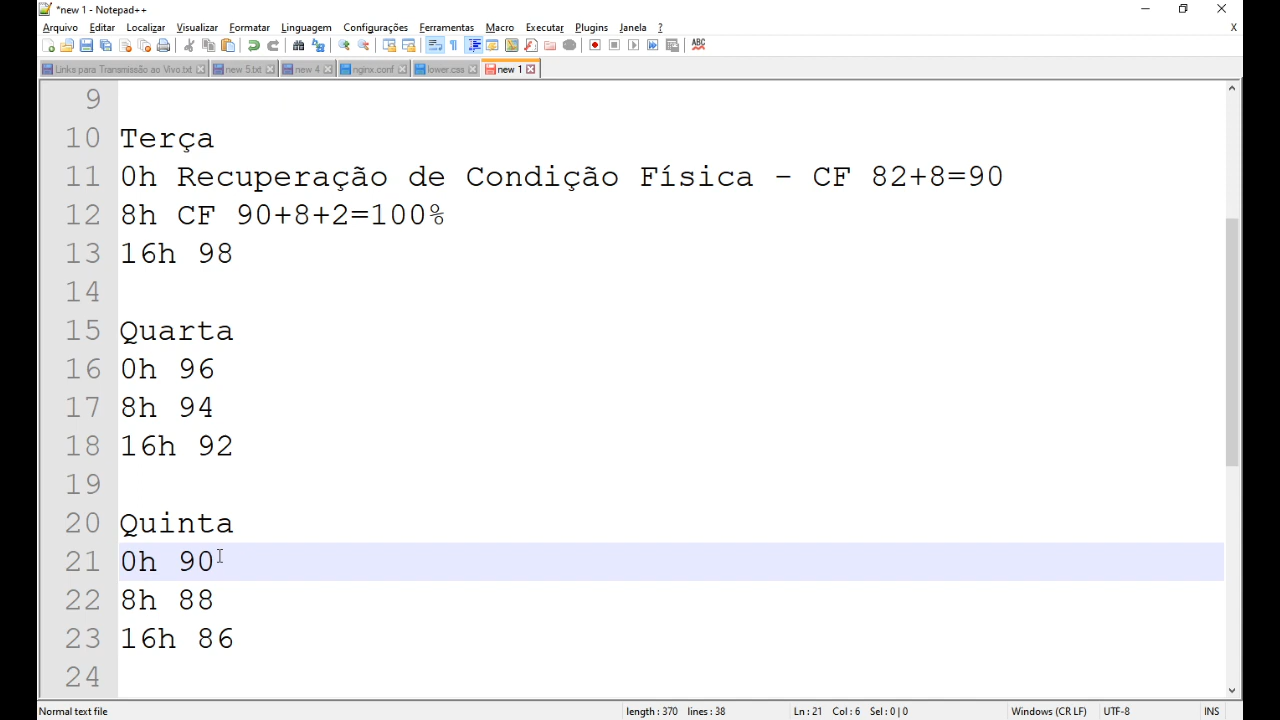 *new 1 - Notepad++
Arquivo Editar Localizar Visualizar Formatar Linguagem Configurações Ferramentas Macro Executar Plugins Janela ? X
ABC
Links para Transmissão ao Vivo.txt new 5.txt new 4 nginx.conf lower.css new 1
9
10 Terça
11 0h Recuperação de Condição Física - CF 82+8=90
12 8h CF 90+8+2=100%
13 16h 98
14
15 Quarta
16 0h 96
17 8h 94
18 16h 92
19
20 Quinta
21 0h 90
22 8h 88
23 16h 86
24
Normal text file length : 370 lines : 38 Ln : 21 Col : 6 Sel : 0 | 0 Windows (CR LF) UTF-8 INS